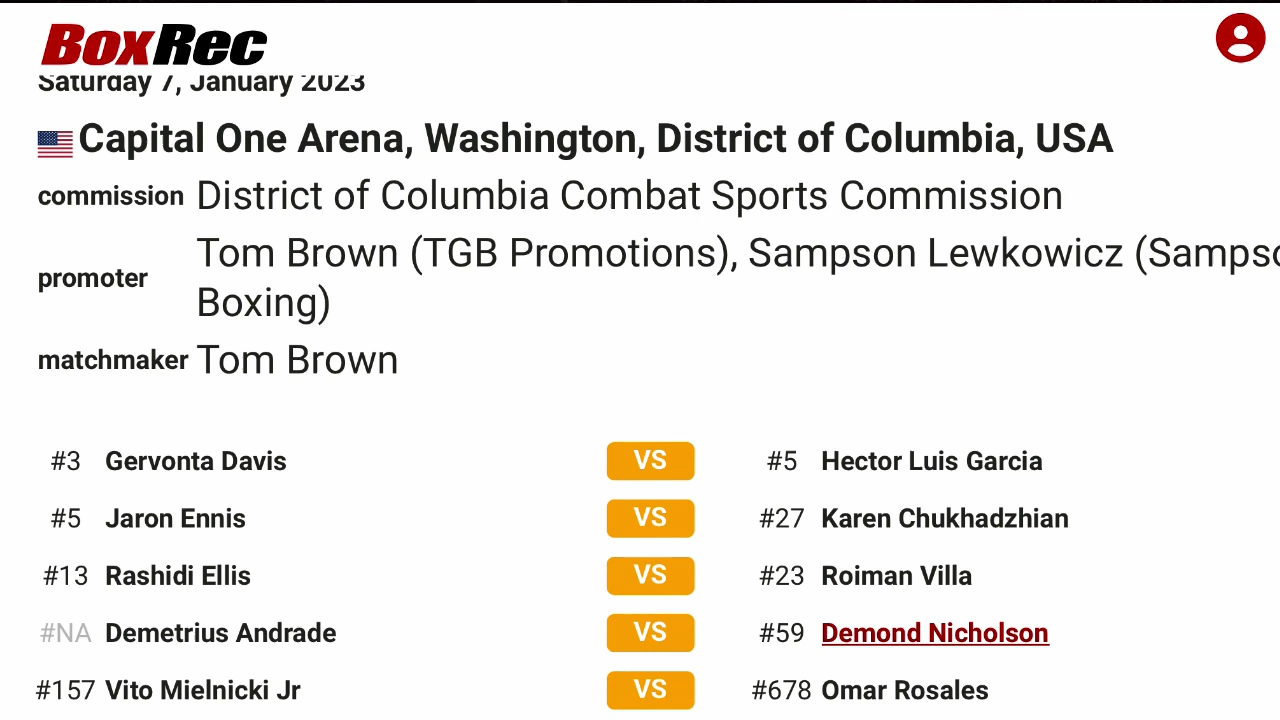 BoxRec
Saturday 7, January 2023
Capital One Arena, Washington, District of Columbia, USA
commission District of Columbia Combat Sports Commission
promoter Tom Brown (TGB Promotions), Sampson Lewkowicz (Sampso
Boxing)
matchmaker Tom Brown
#3 Gervonta Davis VS #5 Hector Luis Garcia
#5 Jaron Ennis VS #27 Karen Chukhadzhian
#13 Rashidi Ellis VS #23 Roiman Villa
#NA Demetrius Andrade VS #59 Demond Nicholson
#157 Vito Mielnicki Jr VS #678 Omar Rosales